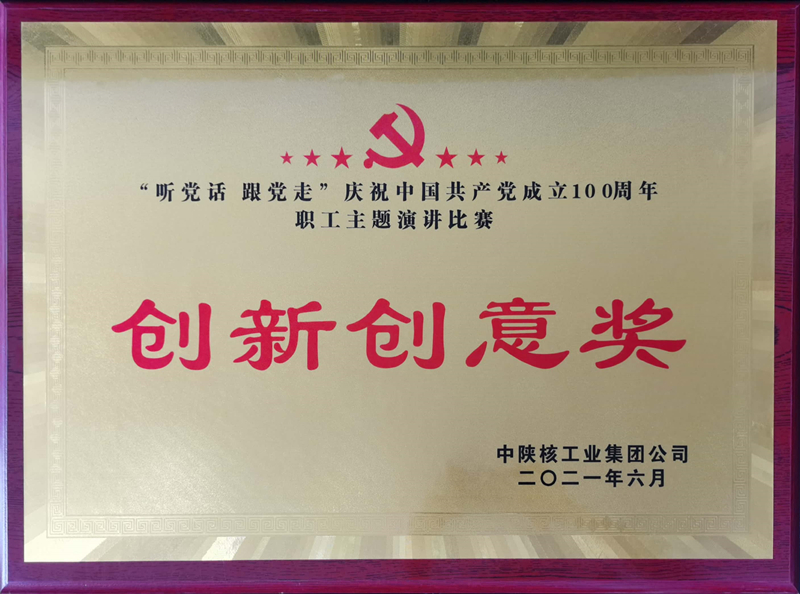 “听党话 跟党走”庆祝中国共产党成立100周年
职工主题演讲比赛
创新创意奖
中陕核工业集团公司
二〇二一年六月